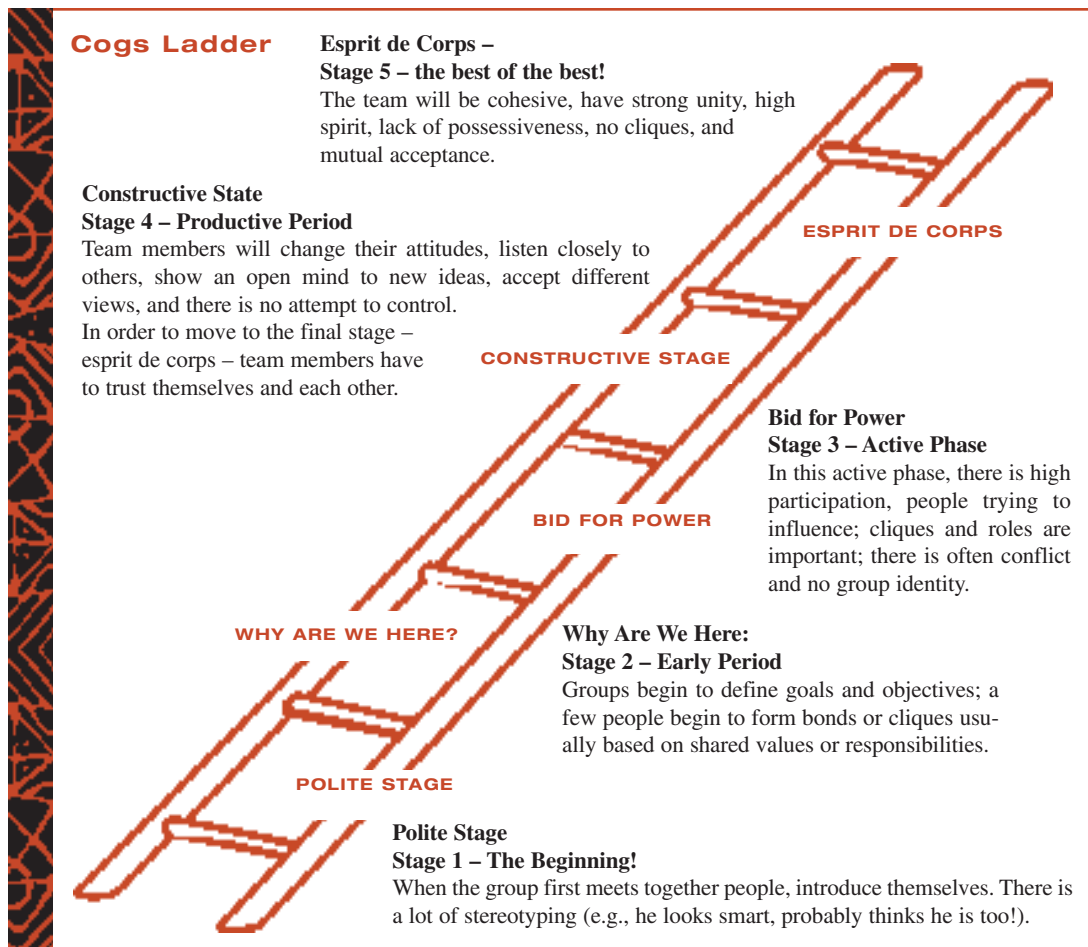 Cogs Ladder
Esprit de Corps –
Stage 5 – the best of the best!
The team will be cohesive, have strong unity, high
spirit, lack of possessiveness, no cliques, and
mutual acceptance.
Constructive State
Stage 4 – Productive Period
Team members will change their attitudes, listen closely to
others, show an open mind to new ideas, accept different
views, and there is no attempt to control.
In order to move to the final stage –
esprit de corps – team members have
to trust themselves and each other.
ESPRIT DE CORPS
CONSTRUCTIVE STAGE
Bid for Power
Stage 3 – Active Phase
In this active phase, there is high
participation, people trying to
influence; cliques and roles are
important; there is often conflict
and no group identity.
BID FOR POWER
WHY ARE WE HERE?
Why Are We Here:
Stage 2 – Early Period
Groups begin to define goals and objectives; a
few people begin to form bonds or cliques usu-
ally based on shared values or responsibilities.
POLITE STAGE
Polite Stage
Stage 1 – The Beginning!
When the group first meets together people, introduce themselves. There is
a lot of stereotyping (e.g., he looks smart, probably thinks he is too!).